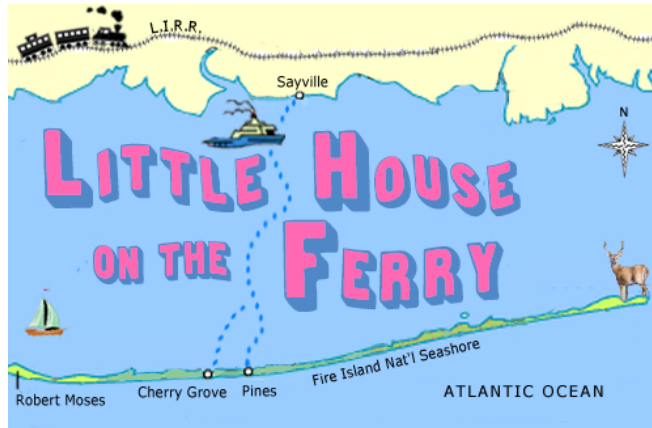 L.I.R.R.
Sayville
N
LITTLE HOUSE
ON THE FERRY
Fire Island Nat'l Seashore
Cherry Grove
Pines
ATLANTIC OCEAN
Robert Moses